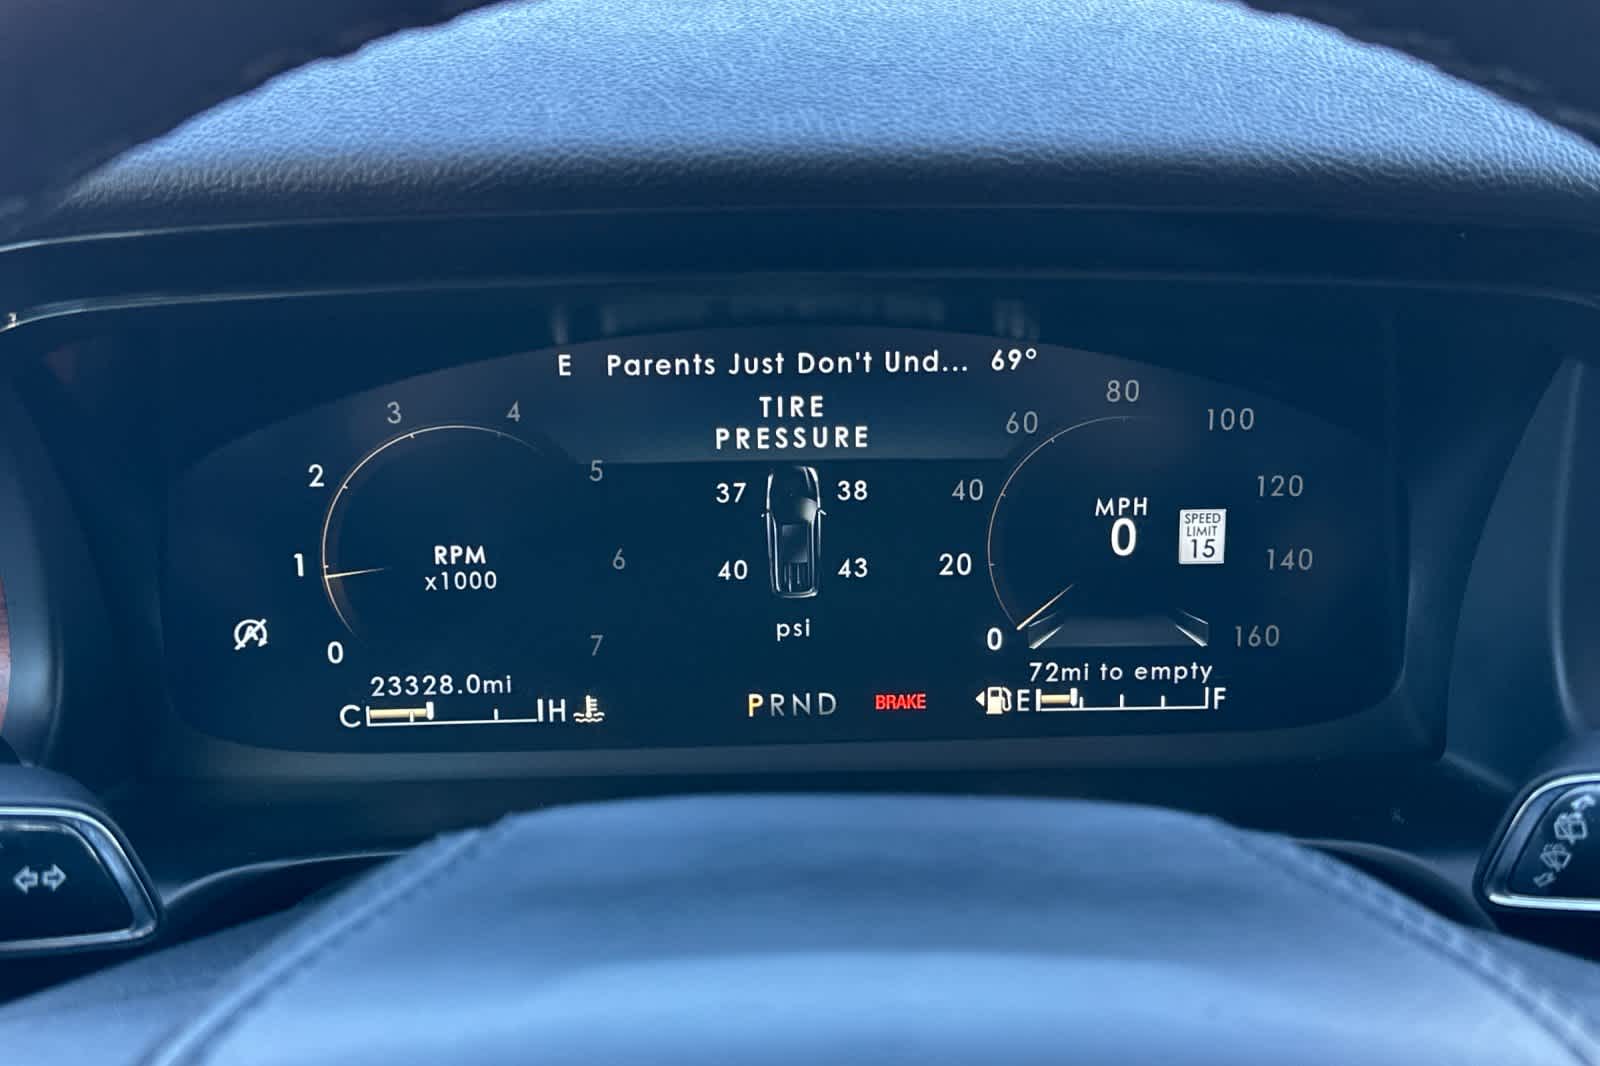 E Parents Just Don't Und... 69°
TIRE
PRESSURE
37 38
40 43
psi
0 1 2 3 4 5 6 7
RPM
x1000
0 20 40 60 80 100 120 140 160
MPH
0
SPEED
LIMIT
15
23328.0mi
C H
PRND
BRAKE
72mi to empty
E F